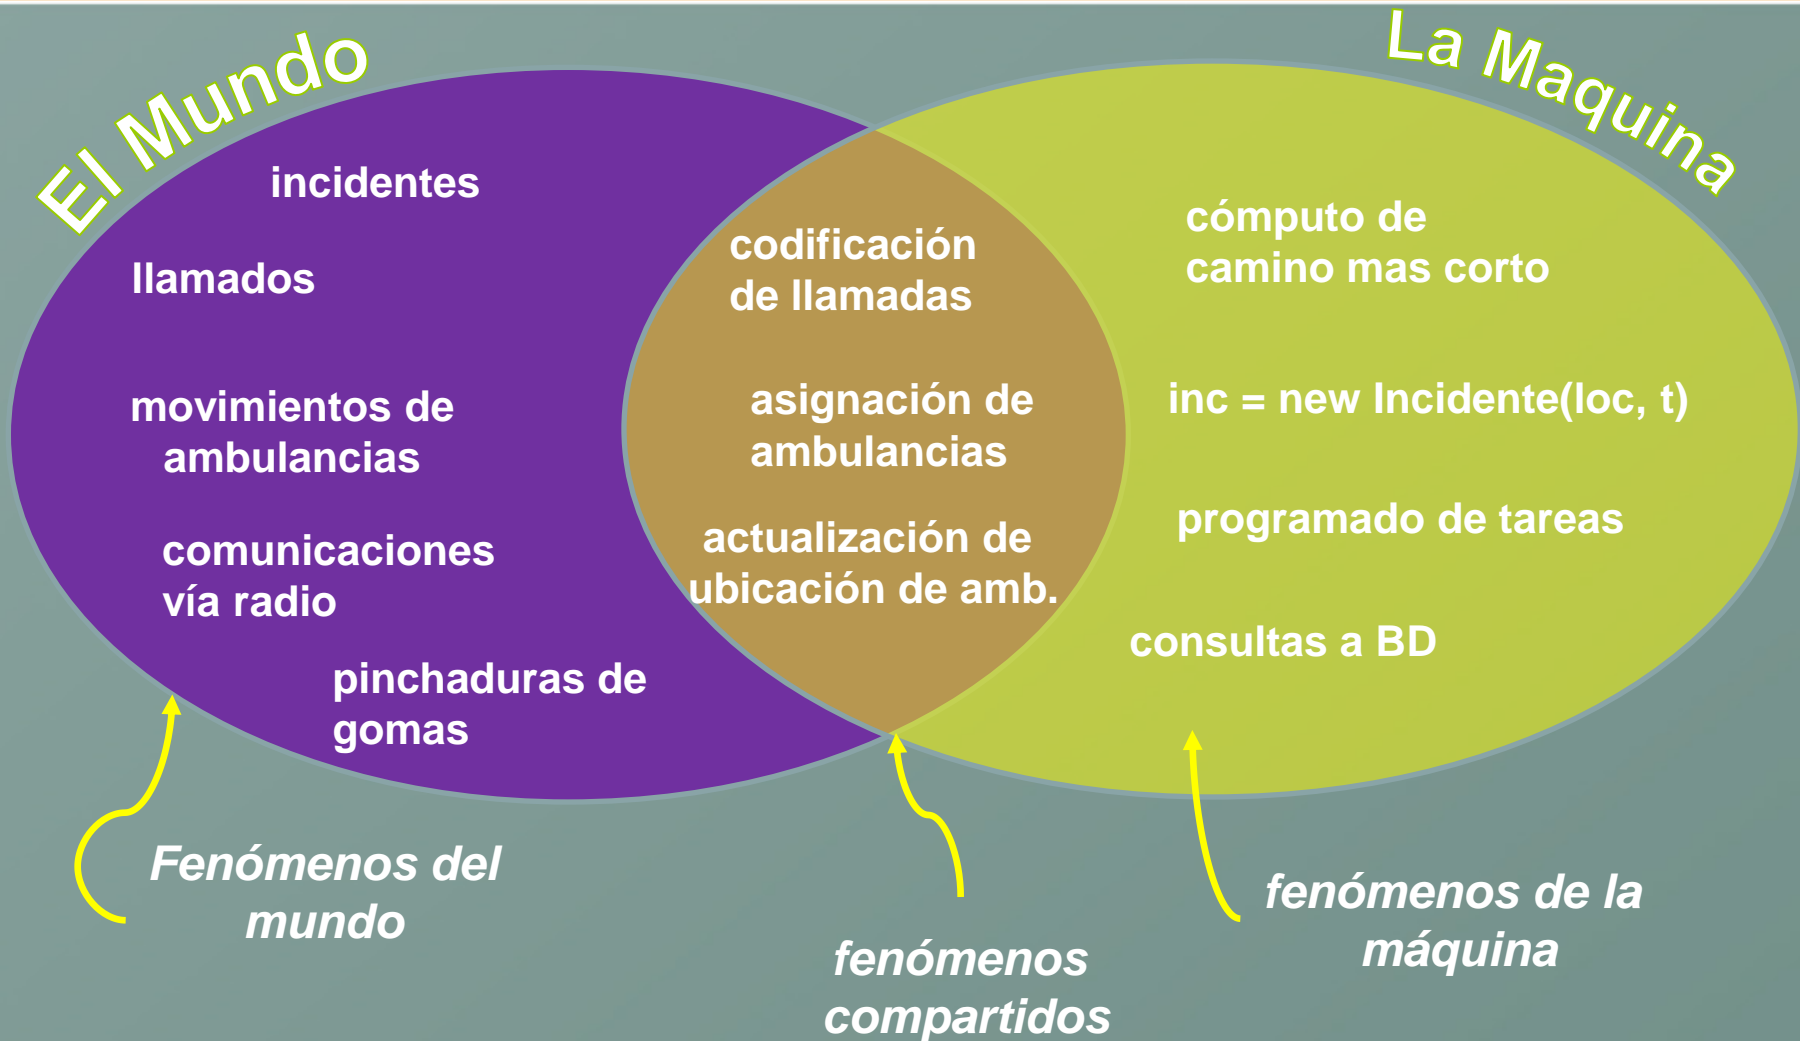 El Mundo
La Maquina
incidentes
llamados
movimientos de
ambulancias
comunicaciones
vía radio
pinchaduras de
gomas
codificación
de llamadas
asignación de
ambulancias
actualización de
ubicación de amb.
cómputo de
camino mas corto
inc = new Incidente(loc, t)
programado de tareas
consultas a BD
Fenómenos del
mundo
fenómenos
compartidos
fenómenos de la
máquina